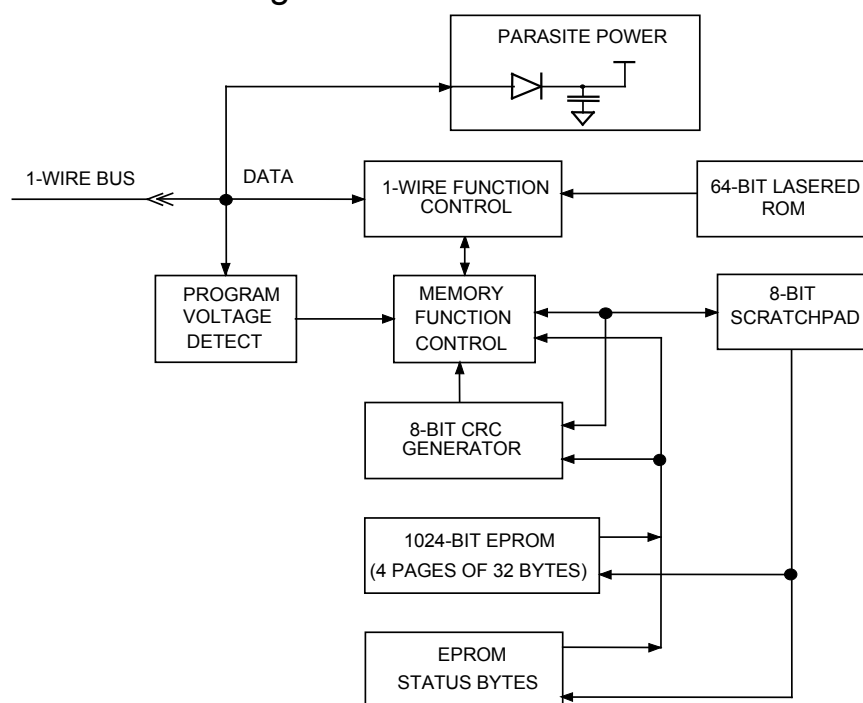 PARASITE POWER
1-WIRE BUS
DATA
1-WIRE FUNCTION
CONTROL
64-BIT LASERED
ROM
PROGRAM
VOLTAGE
DETECT
MEMORY
FUNCTION
CONTROL
8-BIT
SCRATCHPAD
8-BIT CRC
GENERATOR
1024-BIT EPROM
(4 PAGES OF 32 BYTES)
EPROM
STATUS BYTES